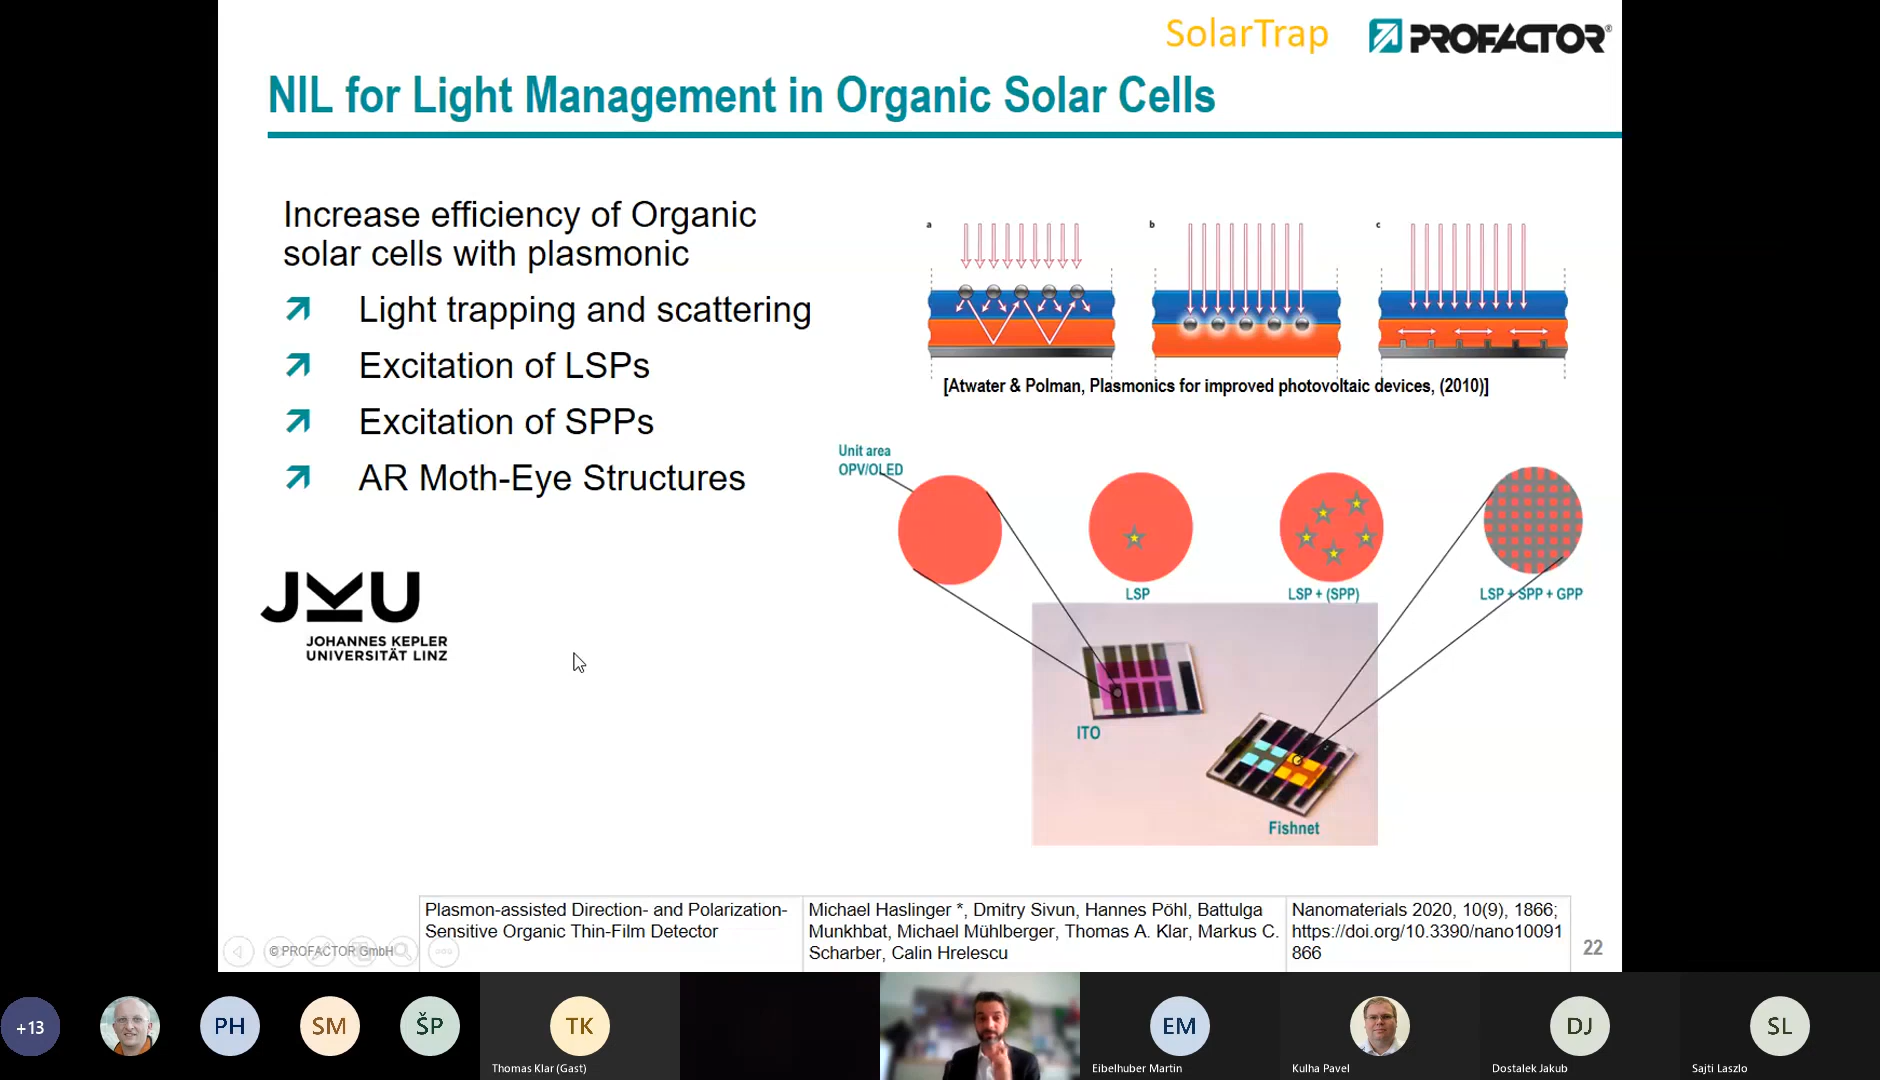 SolarTrap
PROFACTOR®
NIL for Light Management in Organic Solar Cells
Increase efficiency of Organic
solar cells with plasmonic
Light trapping and scattering
Excitation of LSPs
Excitation of SPPs
AR Moth-Eye Structures
a
b
c
[Atwater & Polman, Plasmonics for improved photovoltaic devices, (2010)]
Unit area
OPV/OLED
LSP
LSP + (SPP)
LSP + SPP + GPP
ITO
Fishnet
JKU
JOHANNES KEPLER
UNIVERSITÄT LINZ
Plasmon-assisted Direction- and Polarization-
Sensitive Organic Thin-Film Detector
Michael Haslinger *, Dmitry Sivun, Hannes Pöhl, Battulga
Munkhbat, Michael Mühlberger, Thomas A. Klar, Markus C.
Scharber, Calin Hrelescu
Nanomaterials 2020, 10(9), 1866;
https://doi.org/10.3390/nano10091
866
© PROFACTOR GmbH
22
+13
PH
SM
ŠP
TK
Thomas Klar (Gast)
EM
Eibelhuber Martin
Kulha Pavel
DJ
Dostalek Jakub
SL
Sajti Laszlo